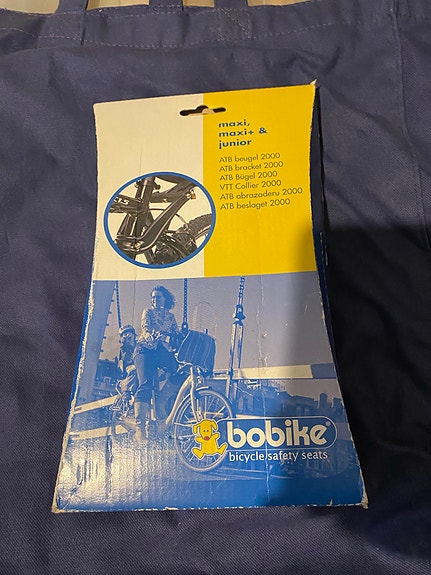 maxi,
maxi+ &
junior
ATB beugel 2000
ATB bracket 2000
ATB Bügel 2000
VTT Collier 2000
ATB abrazaderu 2000
ATB beslaget 2000
bobike®
bicycle safety seats